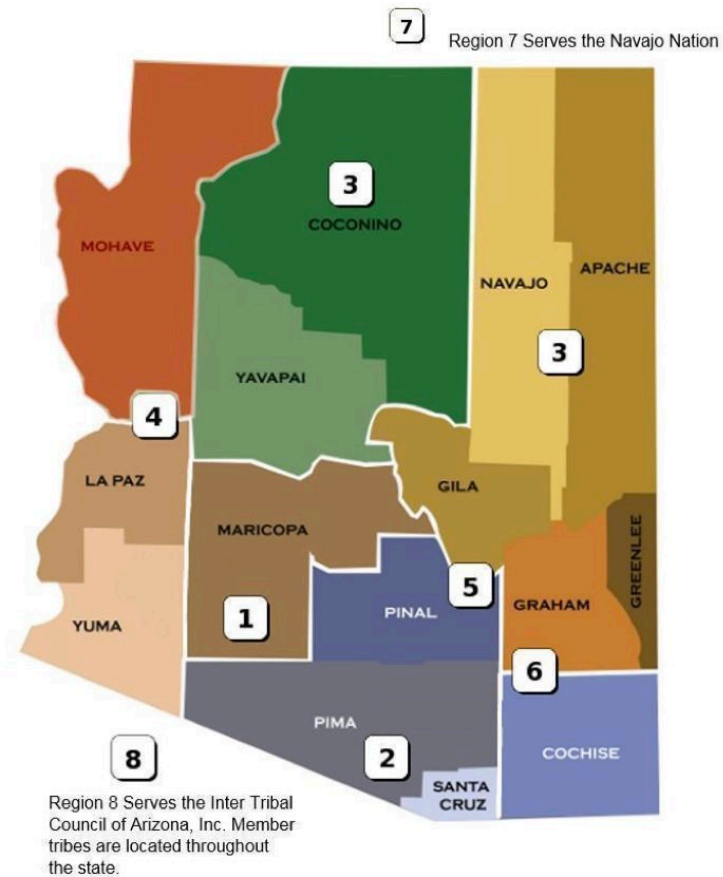 7
Region 7 Serves the Navajo Nation
3
COCONINO
MOHAVE
APACHE
NAVAJO
3
YAVAPAI
4
LA PAZ
GILA
MARICOPA
GREENLEE
5
GRAHAM
PINAL
1
YUMA
6
PIMA
2
COCHISE
8
SANTA
CRUZ
Region 8 Serves the Inter Tribal
Council of Arizona, Inc. Member
tribes are located throughout
the state.